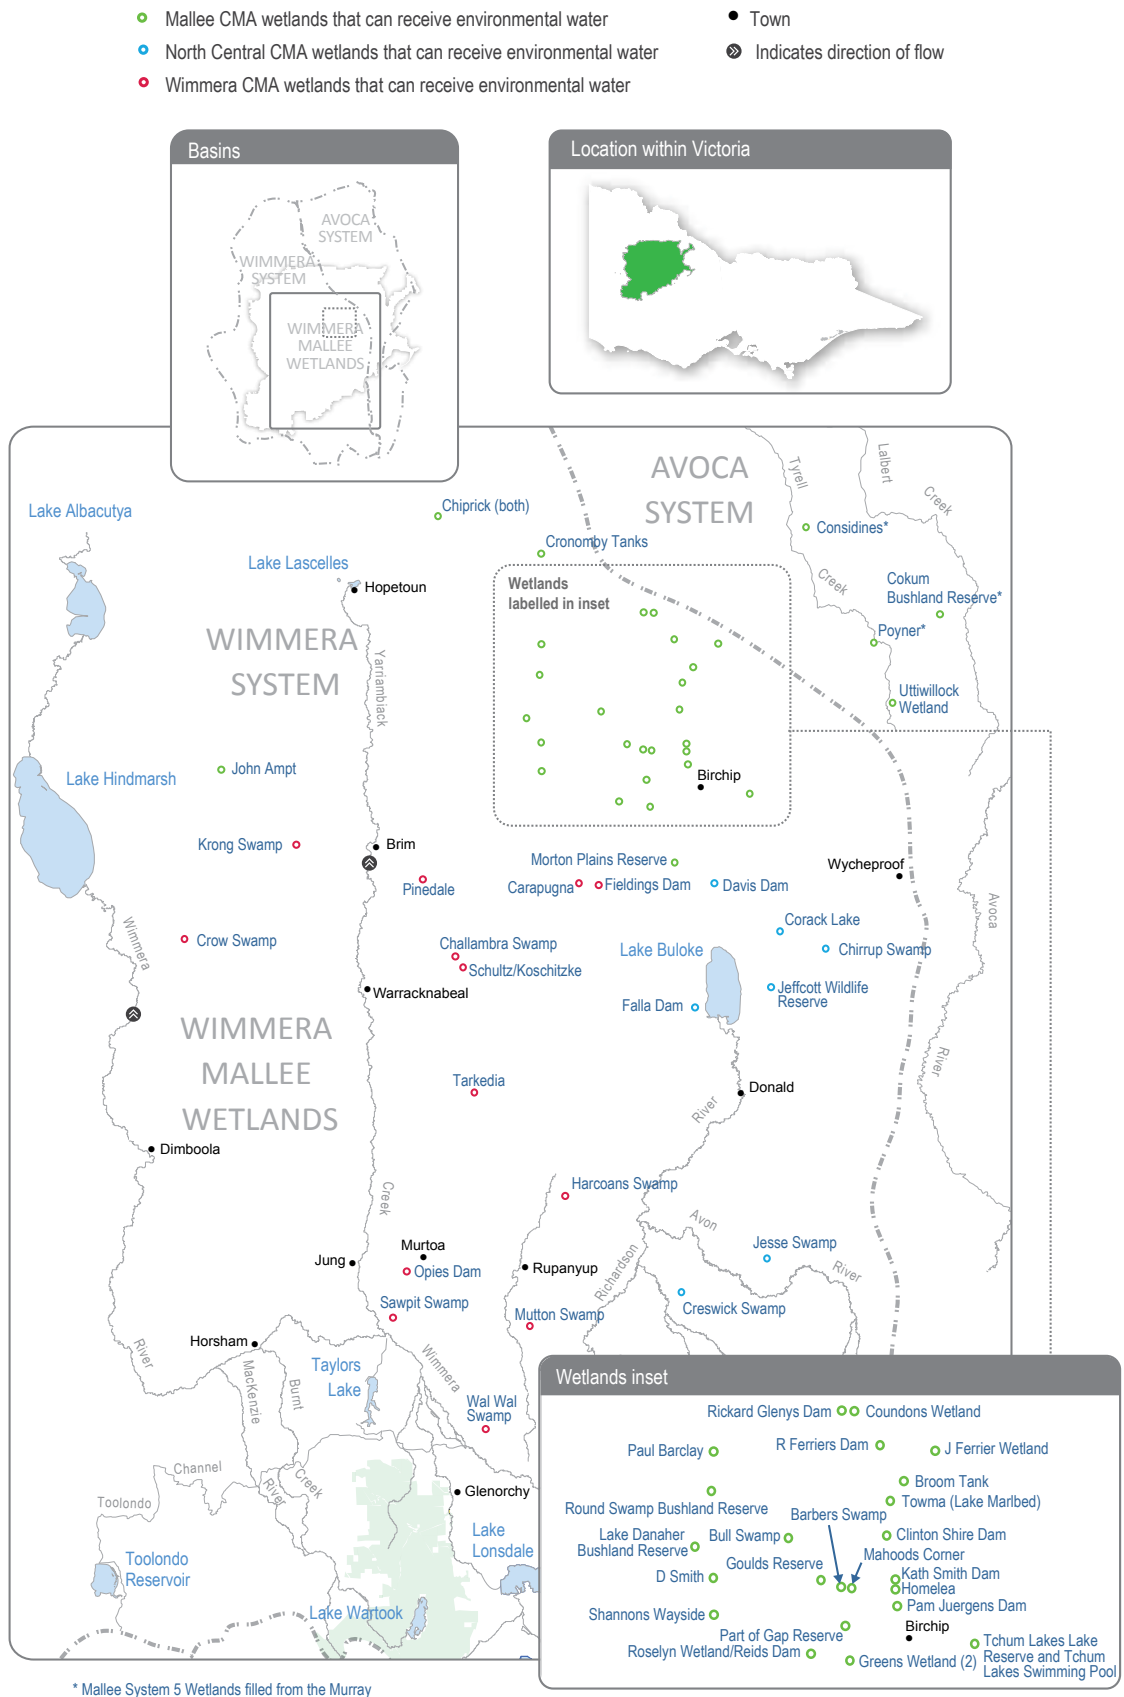 Mallee CMA wetlands that can receive environmental water
North Central CMA wetlands that can receive environmental water
Wimmera CMA wetlands that can receive environmental water
Town
Indicates direction of flow
Basins
AVOCA
SYSTEM
WIMMERA
SYSTEM
WIMMERA
MALLEE
WETLANDS
Location within Victoria
AVOCA
SYSTEM
Tyrell
Creek
Lalbert
Creek
Lake Albacutya
Chiprick (both)
Considines*
Cronomby Tanks
Lake Lascelles
Hopetoun
Wetlands
labelled in inset
Cokum
Bushland Reserve*
Poyner*
WIMMERA
SYSTEM
Yarriambiack
Uttiwillock
Wetland
Lake Hindmarsh
John Ampt
Birchip
Krong Swamp
Brim
Morton Plains Reserve
Wycheproof
Pinedale
Carapugna
Fieldings Dam
Davis Dam
Avoca
Wimmera
Crow Swamp
Corack Lake
Challambra Swamp
Lake Buloke
Chirrup Swamp
Schultz/Koschitzke
Warracknabeal
Jeffcott Wildlife
Reserve
Falla Dam
WIMMERA
MALLEE
WETLANDS
River
Tarkedia
Donald
River
Dimboola
Harcoans Swamp
Creek
Avon
Murtoa
Jesse Swamp
Jung
Opies Dam
Rupanyup
Richardson
River
Sawpit Swamp
Creswick Swamp
Mutton Swamp
Horsham
River
MacKenzie
Burnt
Taylors
Lake
Wimmera
Wal Wal
Swamp
Channel
Creek
River
Toolondo
Glenorchy
Toolondo
Reservoir
Lake
Lonsdale
Lake Wartook
Wetlands inset
Rickard Glenys Dam
Coundons Wetland
Paul Barclay
R Ferriers Dam
J Ferrier Wetland
Broom Tank
Round Swamp Bushland Reserve
Towma (Lake Marlbed)
Barbers Swamp
Lake Danaher
Bushland Reserve
Bull Swamp
Clinton Shire Dam
Goulds Reserve
Mahoods Corner
D Smith
Kath Smith Dam
Homelea
Shannons Wayside
Pam Juergens Dam
Part of Gap Reserve
Birchip
Roselyn Wetland/Reids Dam
Greens Wetland (2)
Tchum Lakes Lake
Reserve and Tchum
Lakes Swimming Pool
* Mallee System 5 Wetlands filled from the Murray